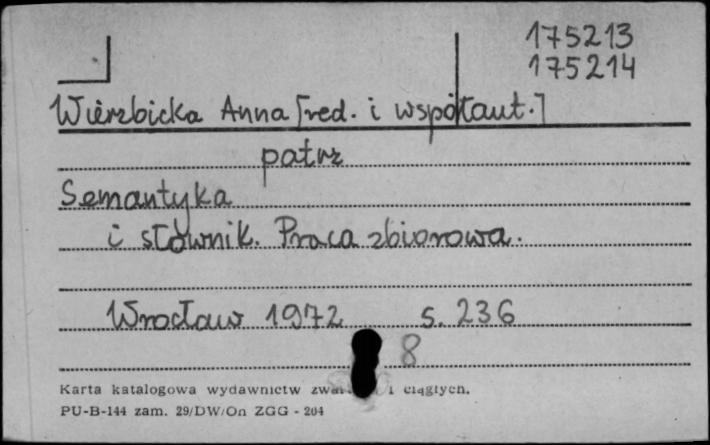 175213
175214
Wierzbicka Anna [red. i współaut.]
patrz
Semantyka
i słownik. Praca zbiorowa.
Wrocław 1972 s. 236
8
Karta katalogowa wydawnictw i ciągłych.
PU-B-144 zam. 29/DW/On ZGG - 204